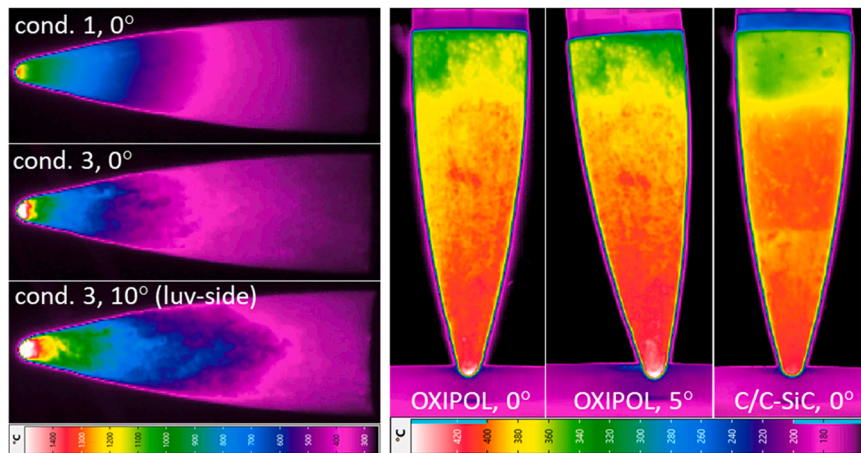 cond. 1, 0°
cond. 3, 0°
cond. 3, 10° (luv-side)
°C 1400 1300 1200 1100 1000 900 800 700 600 500 400 300
OXIPOL, 0°
OXIPOL, 5°
C/C-SiC, 0°
°C 420 400 380 360 340 320 300 280 260 240 220 200 180